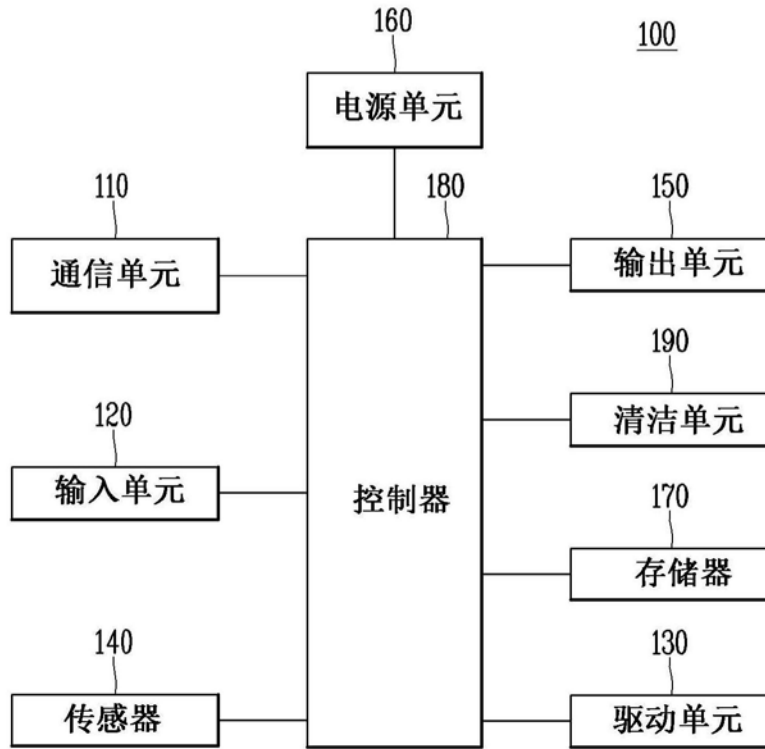 160
100
电源单元
110
180
150
通信单元
输出单元
190
120
清洁单元
输入单元
控制器
170
存储器
140
130
传感器
驱动单元